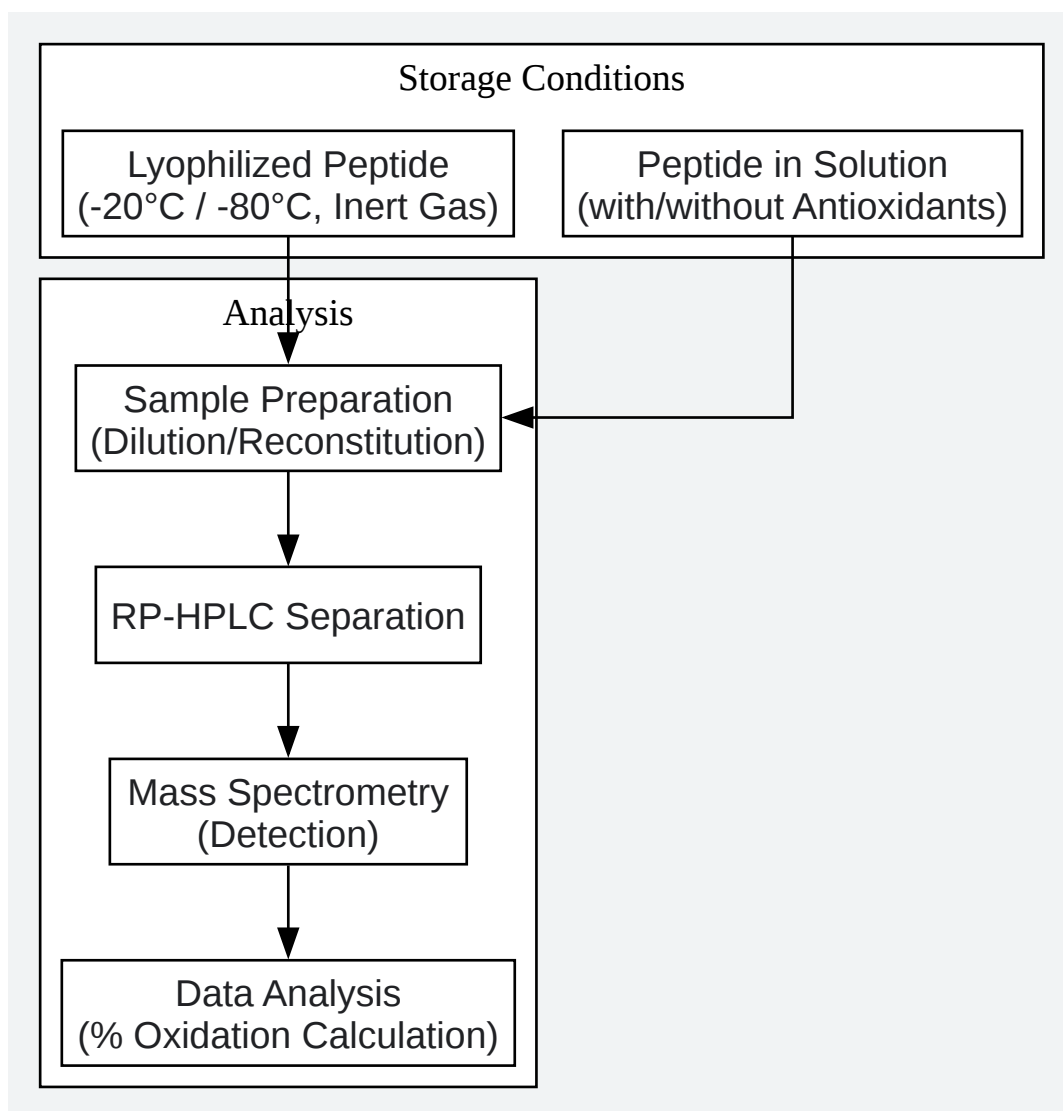 Storage Conditions
Lyophilized Peptide
(-20°C / -80°C, Inert Gas)
Peptide in Solution
(with/without Antioxidants)
Analysis
Sample Preparation
(Dilution/Reconstitution)
RP-HPLC Separation
Mass Spectrometry
(Detection)
Data Analysis
(% Oxidation Calculation)